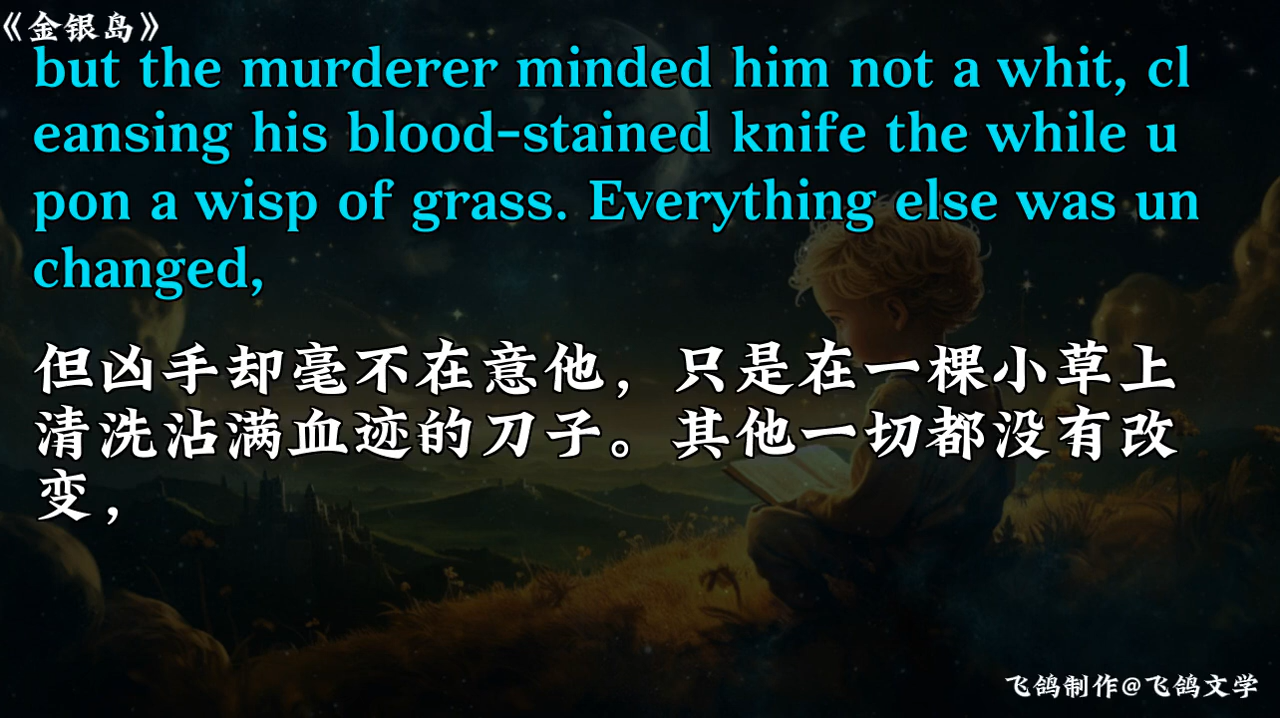 《金银岛》
but the murderer minded him not a whit, cl
eansing his blood-stained knife the while u
pon a wisp of grass. Everything else was un
changed,
但凶手却毫不在意他，只是在一棵小草上
清洗沾满血迹的刀子。其他一切都没有改
变，
飞鸽制作@飞鸽文学